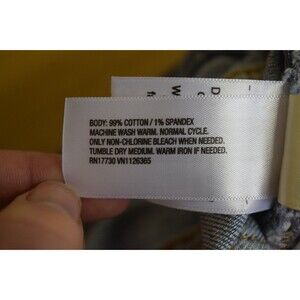 BODY: 99% COTTON / 1% SPANDEX
MACHINE WASH WARM. NORMAL CYCLE.
ONLY NON-CHLORINE BLEACH WHEN NEEDED.
TUMBLE DRY MEDIUM. WARM IRON IF NEEDED.
RN17730 VN1126365